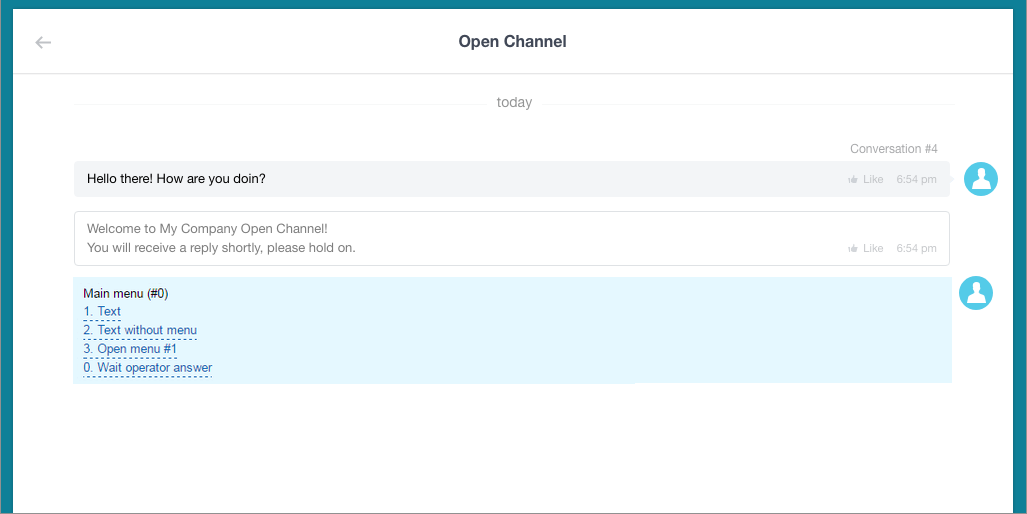 Open Channel
today
Conversation #4
Hello there! How are you doin?
Like 6:54 pm
Welcome to My Company Open Channel!
You will receive a reply shortly, please hold on.
Like 6:54 pm
Main menu (#0)
1. Text
2. Text without menu
3. Open menu #1
0. Wait operator answer